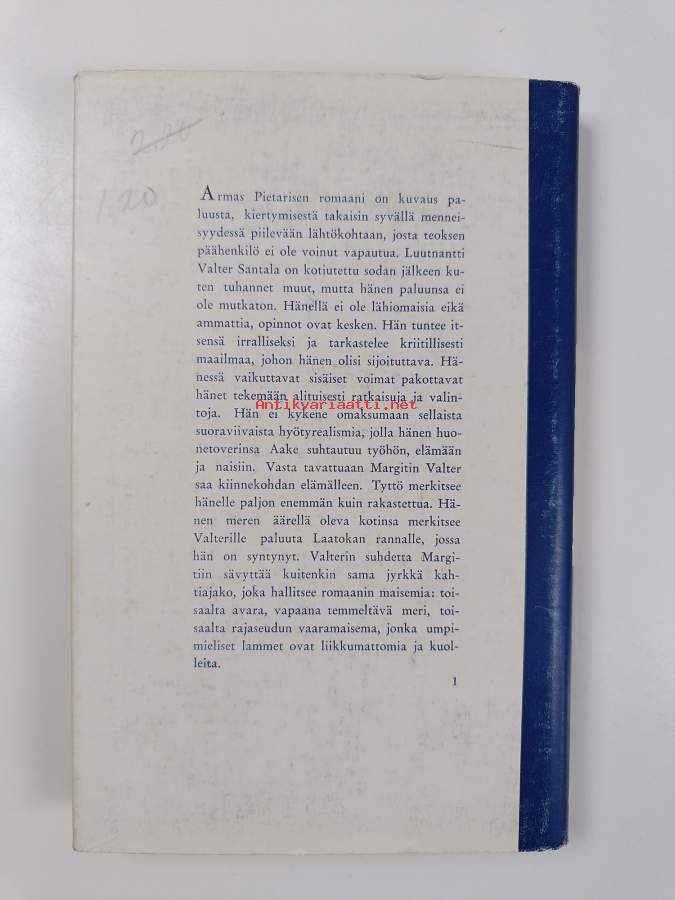 2.20
1.20
Armas Pietarisen romaani on kuvaus pa-
luusta, kiertymisestä takaisin syvällä mennei-
syydessä piilevään lähtökohtaan, josta teoksen
päähenkilö ei ole voinut vapautua. Luutnantti
Valter Santala on kotiutettu sodan jälkeen ku-
ten tuhannet muut, mutta hänen paluunsa ei
ole mutkaton. Hänellä ei ole lähiomaisia eikä
ammattia, opinnot ovat kesken. Hän tuntee it-
sensä irralliseksi ja tarkastelee kriitillisesti
maailmaa, johon hänen olisi sijoituttava. Hä-
nessä vaikuttavat sisäiset voimat pakottavat
hänet tekemään alituisesti ratkaisuja ja valin-
Antikvariaatti.net
toja. Hän ei kykene omaksumaan sellaista
suoraviivaista hyötyrealismia, jolla hänen huo-
netoverinsa Aake suhtautuu työhön, elämään
ja naisiin. Vasta tavattuaan Margitin Valter
saa kiinnekohdan elämälleen. Tyttö merkitsee
hänelle paljon enemmän kuin rakastettua. Hä-
nen meren äärellä oleva kotinsa merkitsee
Valterille paluuta Laatokan rannalle, jossa
hän on syntynyt. Valterin suhdetta Margi-
tiin sävyttää kuitenkin sama jyrkkä kah-
tiajako, joka hallitsee romaanin maisemia: toi-
saalta avara, vapaana temmeltävä meri, toi-
saalta rajaseudun vaaramaisema, jonka umpi-
mieliset lammet ovat liikkumattomia ja kuol-
leita.
1